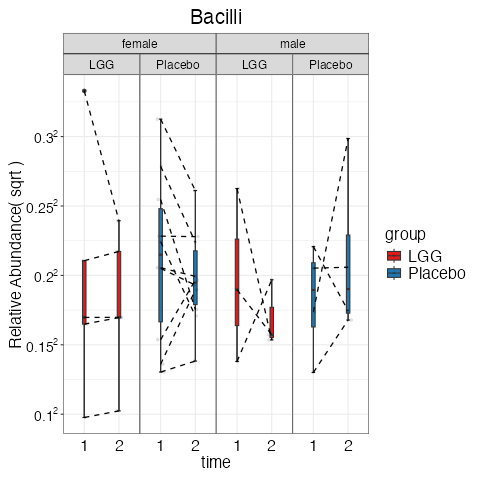 Bacilli
female male
LGG Placebo LGG Placebo
Relative Abundance( sqrt )
0.3²
0.25²
0.2²
0.15²
0.1²
1 2 1 2 1 2 1 2
time
group
LGG
Placebo